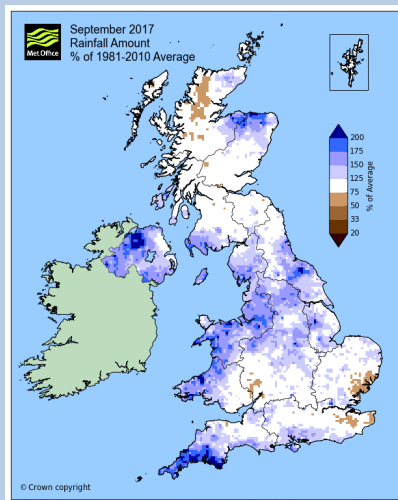 Met Office
September 2017
Rainfall Amount
% of 1981-2010 Average
200
175
150
125
75
50
33
20
% of Average
© Crown copyright